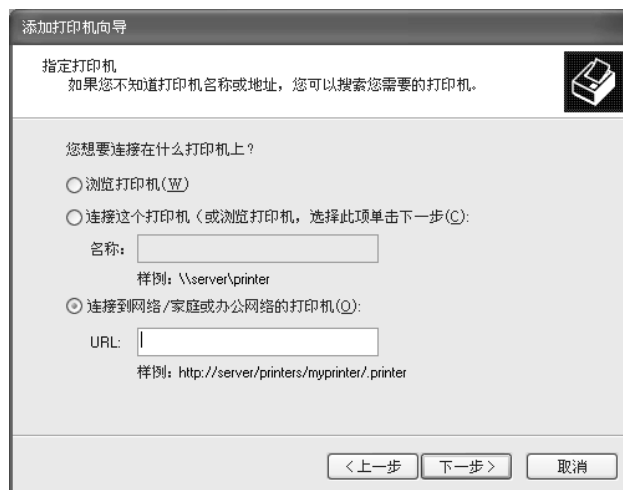 添加打印机向导
指定打印机
如果您不知道打印机名称或地址，您可以搜索您需要的打印机。
您想要连接在什么打印机上？
浏览打印机(W)
连接这个打印机（或浏览打印机，选择此项单击下一步(C):
名称：
样例：\\server\printer
连接到网络/家庭或办公网络的打印机(O):
URL:
样例：http://server/printers/myprinter/.printer
<上一步 下一步> 取消